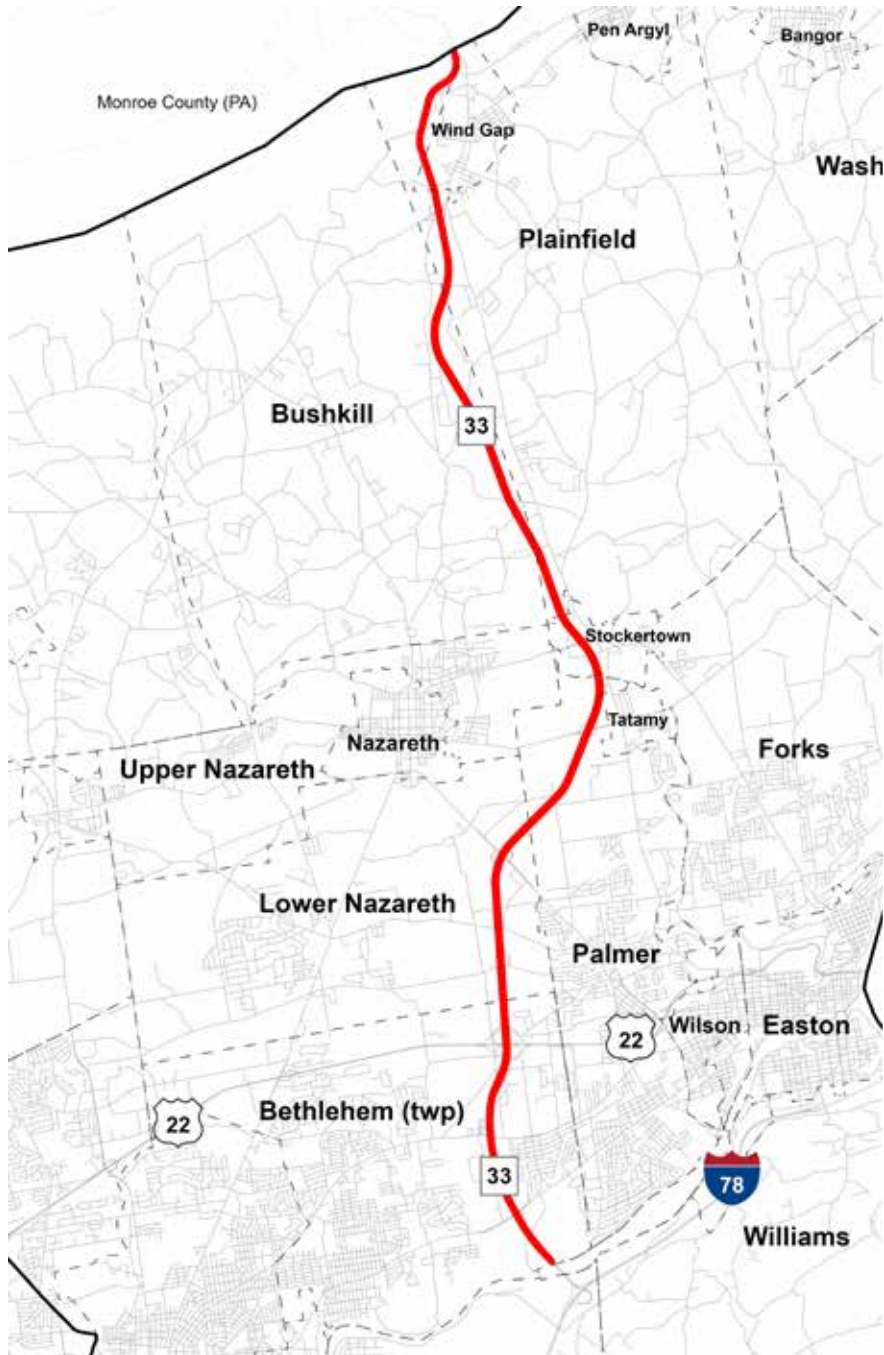 Pen Argyl
Bangor
Monroe County (PA)
Wind Gap
Wash
Plainfield
Bushkill
33
Stockertown
Tatamy
Nazareth
Forks
Upper Nazareth
Lower Nazareth
Palmer
Wilson
Easton
22
Bethlehem (twp)
22
33
78
Williams